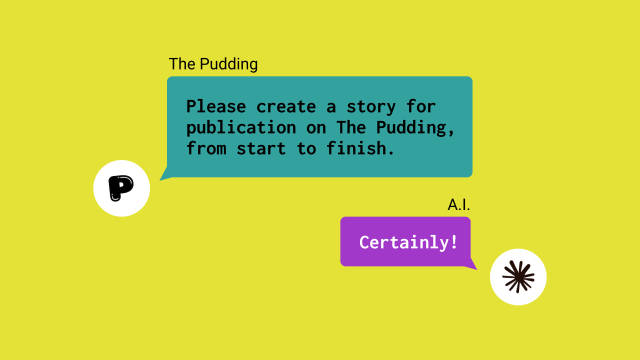 The Pudding
Please create a story for
publication on The Pudding,
from start to finish.
P
A.I.
Certainly!